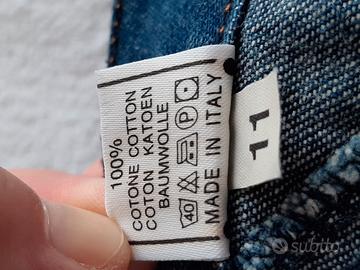 100%
COTONE COTTON
COTON KATOEN
BAUMWOLLE
40 P
MADE IN ITALY
11
subito